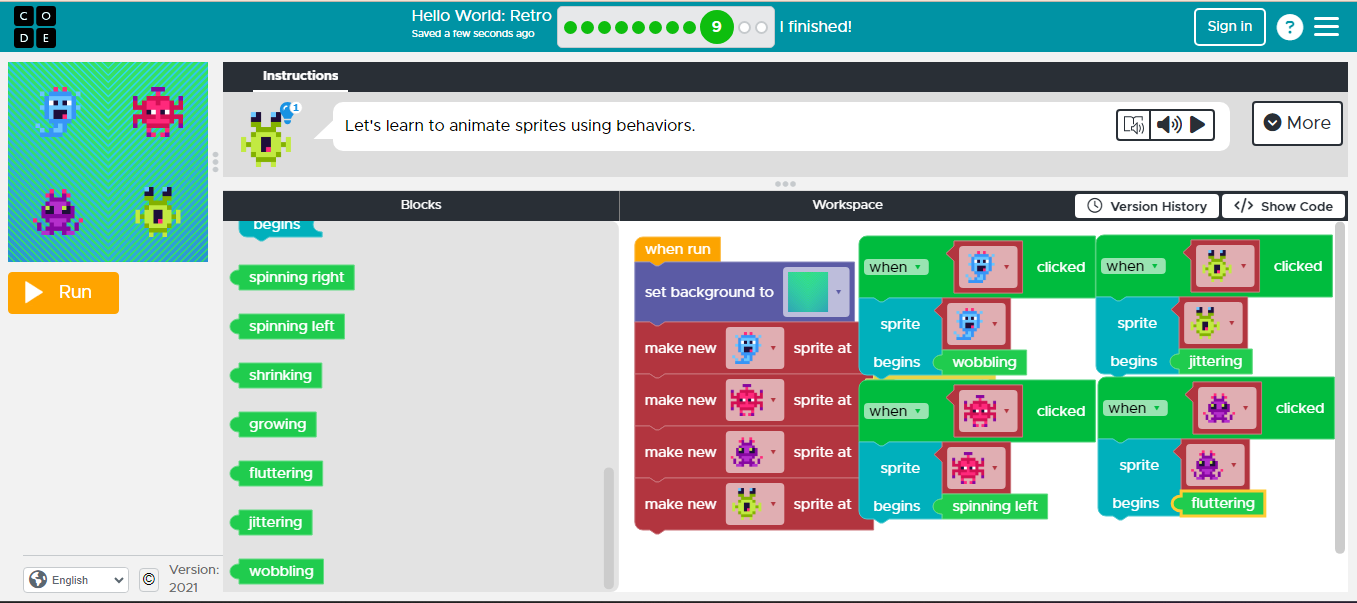 C O
D E
Hello World: Retro
Saved a few seconds ago
9
I finished!
Sign in
?
Instructions
1
Let's learn to animate sprites using behaviors.
More
Blocks
Workspace
Version History
</> Show Code
Run
begins
spinning right
spinning left
shrinking
growing
fluttering
jittering
wobbling
when run
set background to
make new sprite at
make new sprite at
make new sprite at
make new sprite at
when clicked
sprite
begins wobbling
when clicked
sprite
begins jittering
when clicked
sprite
begins spinning left
when clicked
sprite
begins fluttering
English
©
Version:
2021